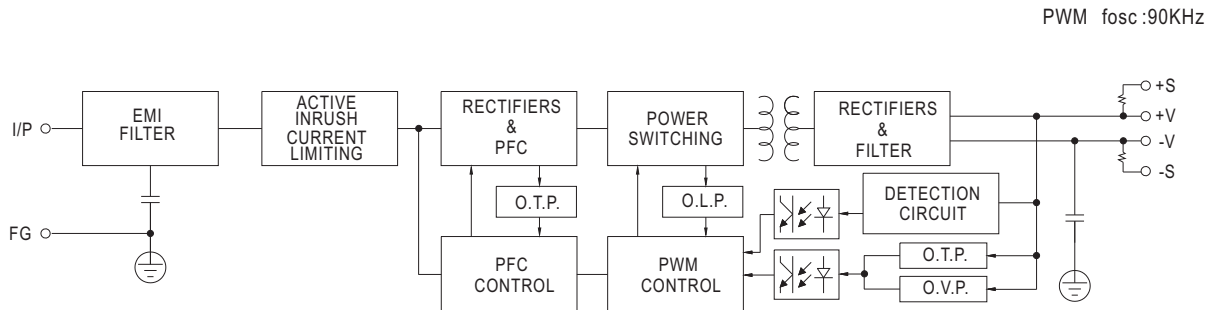 PWM fosc :90KHz
EMI
FILTER
ACTIVE
INRUSH
CURRENT
LIMITING
RECTIFIERS
&
PFC
POWER
SWITCHING
RECTIFIERS
&
FILTER
+S
+V
-V
-S
I/P
FG
O.T.P.
O.L.P.
DETECTION
CIRCUIT
PFC
CONTROL
PWM
CONTROL
O.T.P.
O.V.P.